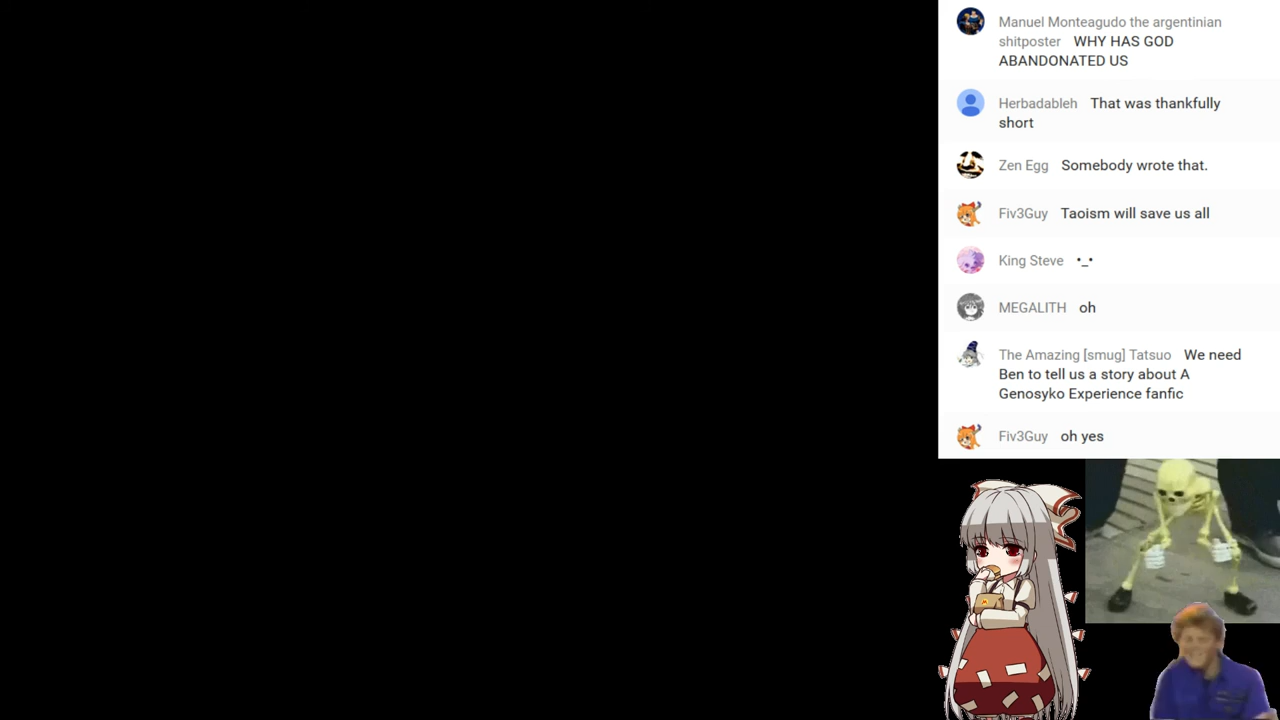 Manuel Monteagudo the argentinian
shitposter WHY HAS GOD
ABANDONATED US
Herbadableh That was thankfully
short
Zen Egg Somebody wrote that.
Fiv3Guy Taoism will save us all
King Steve •_•
MEGALITH oh
The Amazing [smug] Tatsuo We need
Ben to tell us a story about A
Genosyko Experience fanfic
Fiv3Guy oh yes